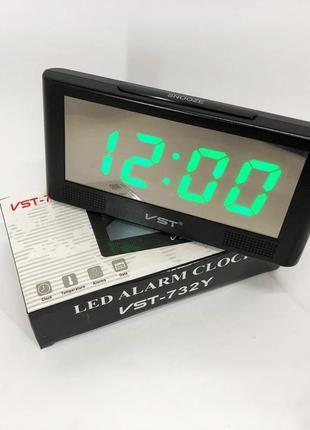 SNOOZE
12:00
VST
VST-7
Clock Temperature Alarms Date
LED ALARM CLOCK
VST-732Y